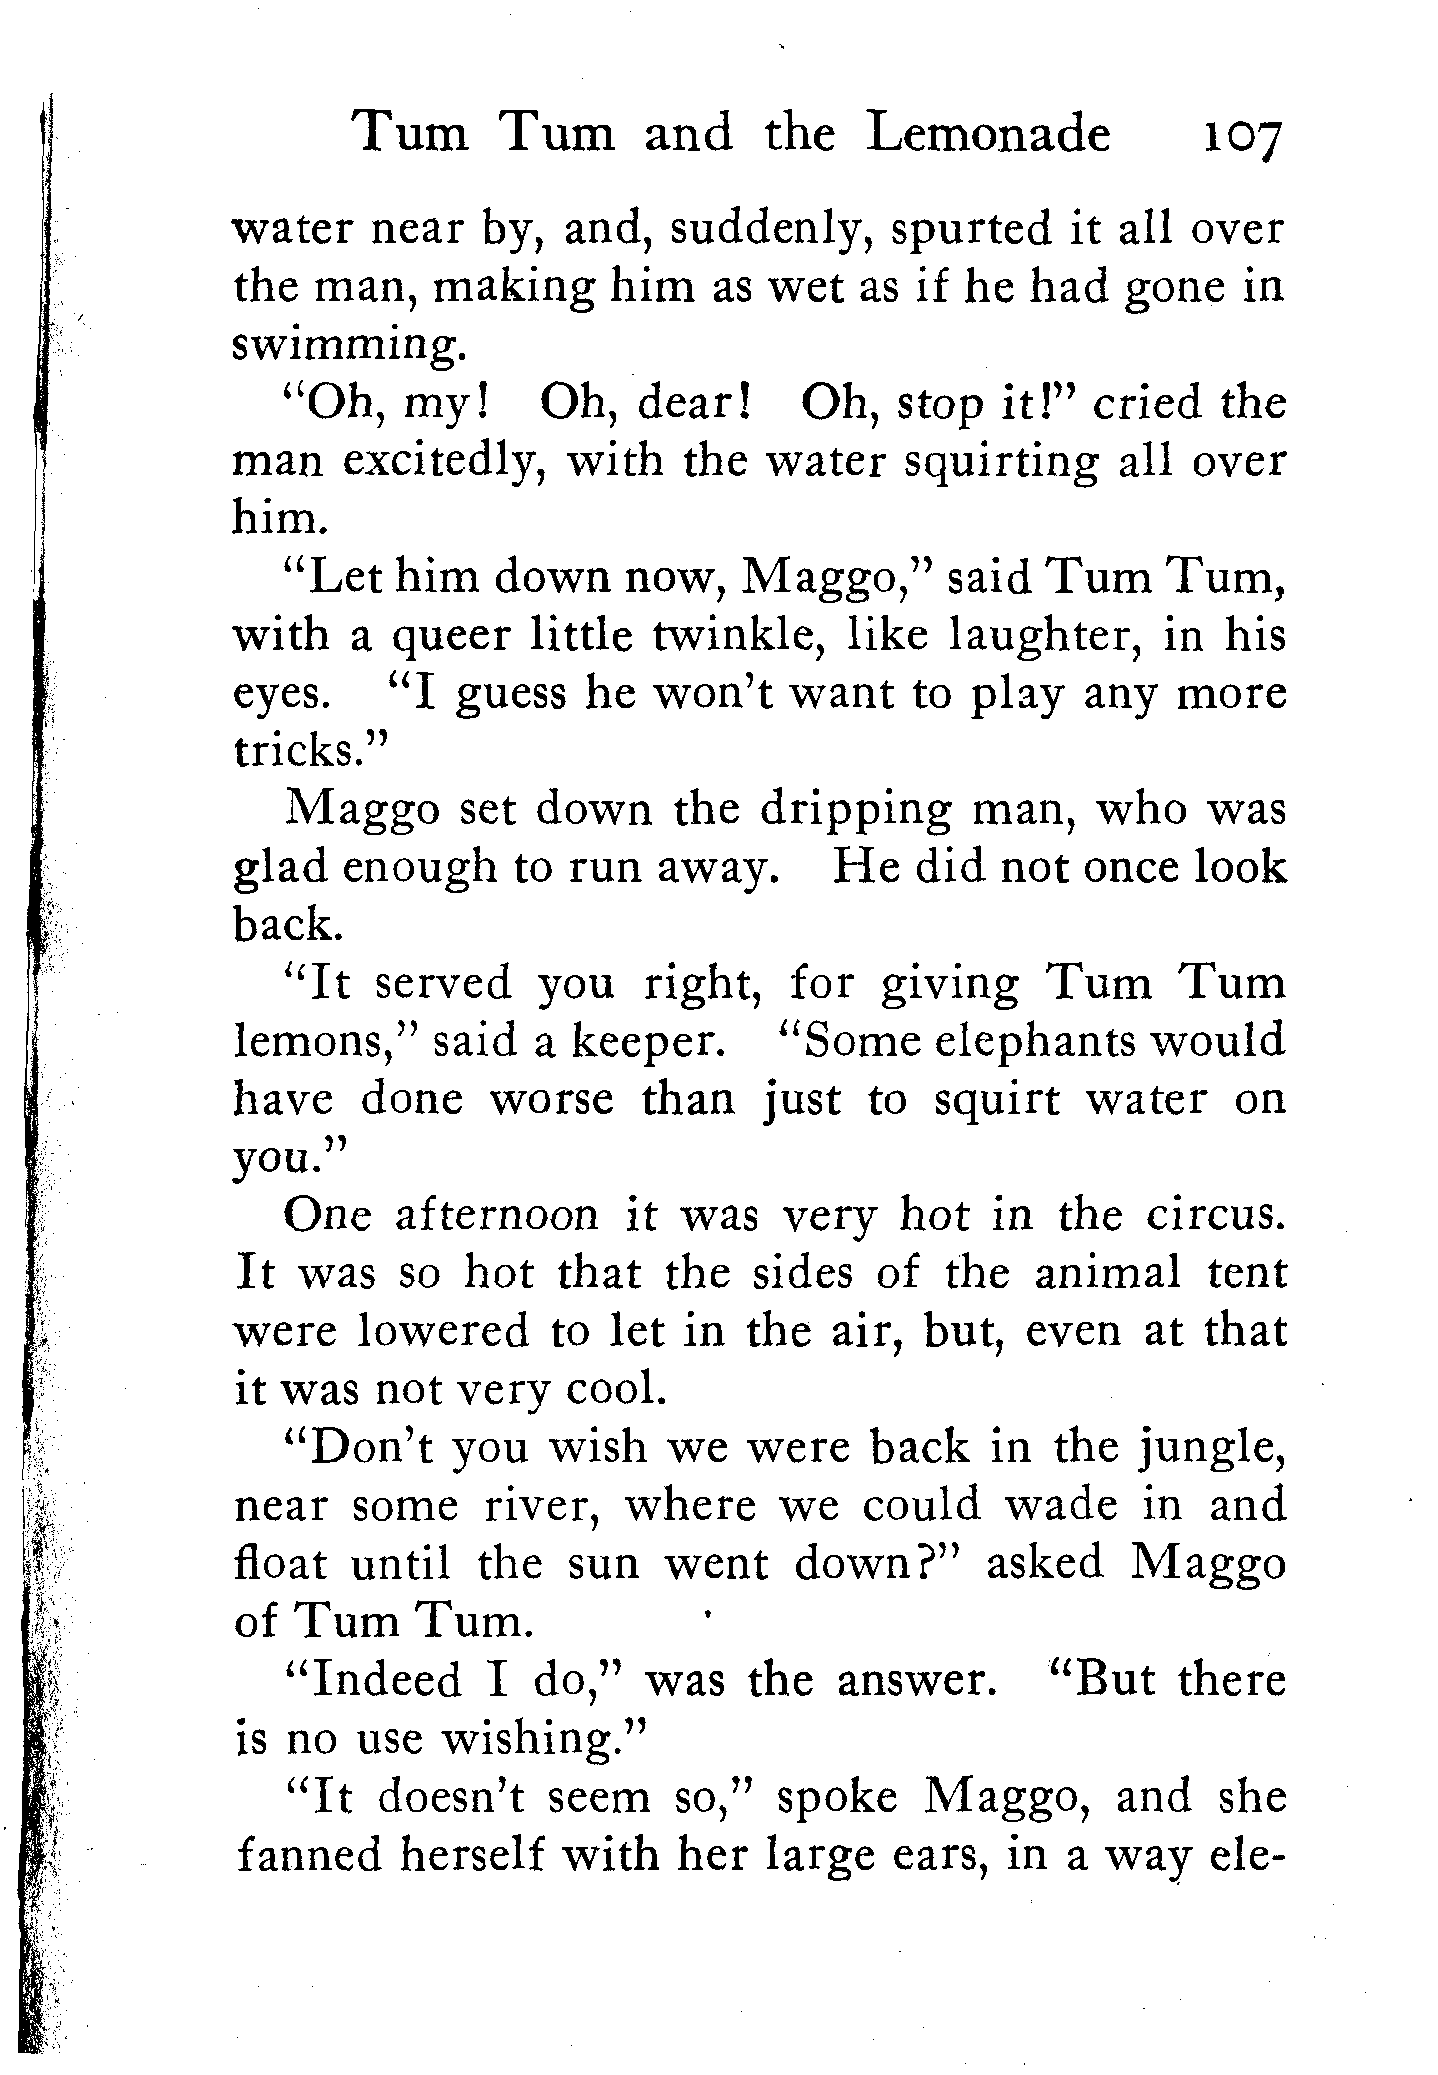 Tum Tum and the Lemonade 107
water near by, and, suddenly, spurted it all over
the man, making him as wet as if he had gone in
swimming.
"Oh, my! Oh, dear! Oh, stop it!" cried the
man excitedly, with the water squirting all over
him.
"Let him down now, Maggo," said Tum Tum,
with a queer little twinkle, like laughter, in his
eyes. "I guess he won't want to play any more
tricks."
Maggo set down the dripping man, who was
glad enough to run away. He did not once look
back.
"It served you right, for giving Tum Tum
lemons," said a keeper. "Some elephants would
have done worse than just to squirt water on
you."
One afternoon it was very hot in the circus.
It was so hot that the sides of the animal tent
were lowered to let in the air, but, even at that
it was not very cool.
"Don't you wish we were back in the jungle,
near some river, where we could wade in and
float until the sun went down?" asked Maggo
of Tum Tum.
"Indeed I do," was the answer. "But there
is no use wishing."
"It doesn't seem so," spoke Maggo, and she
fanned herself with her large ears, in a way ele-